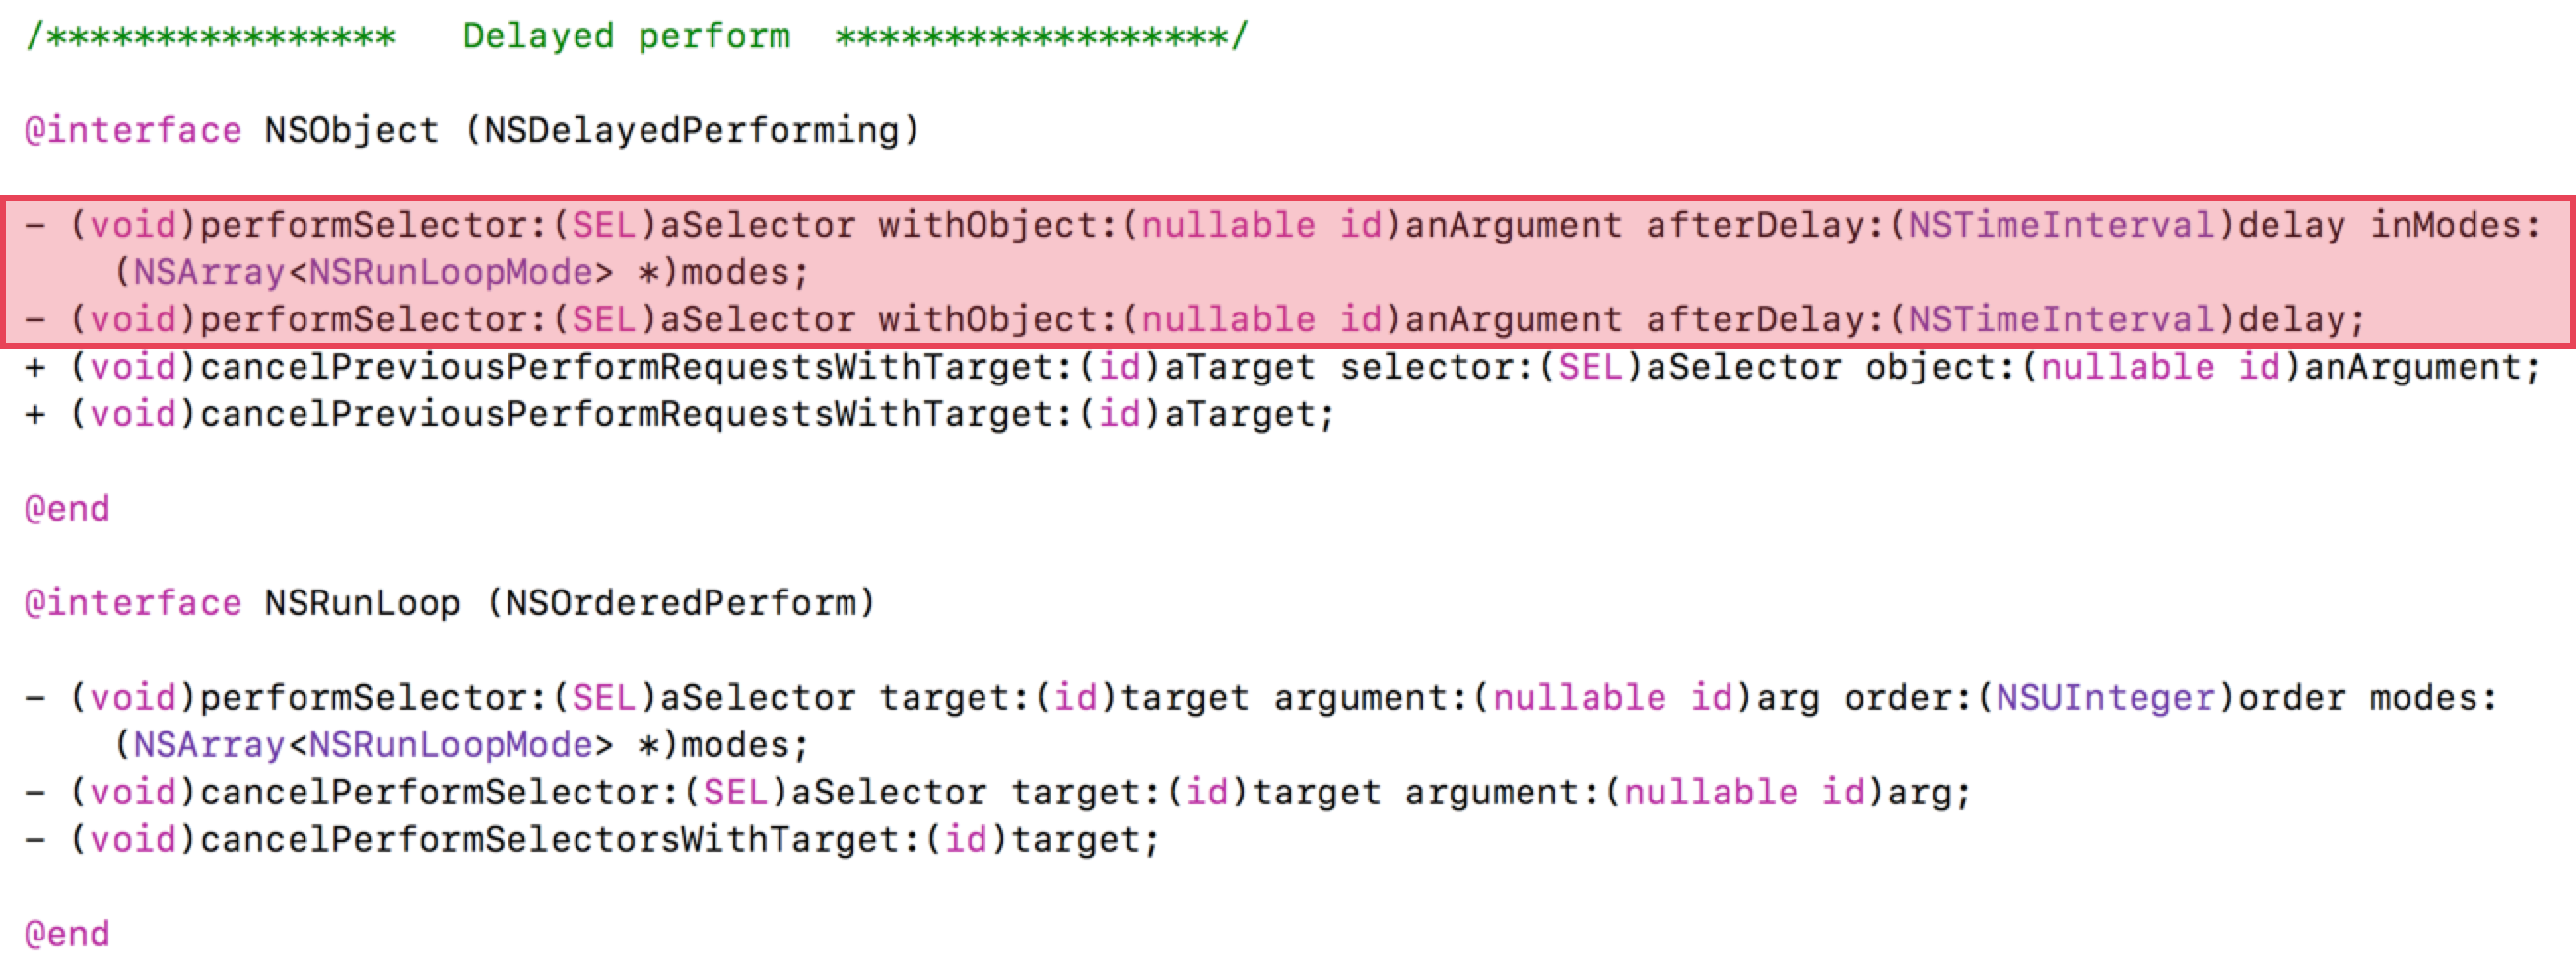 /****************   Delayed perform  ******************/
@interface NSObject (NSDelayedPerforming)
- (void)performSelector:(SEL)aSelector withObject:(nullable id)anArgument afterDelay:(NSTimeInterval)delay inModes:
(NSArray<NSRunLoopMode> *)modes;
- (void)performSelector:(SEL)aSelector withObject:(nullable id)anArgument afterDelay:(NSTimeInterval)delay;
+ (void)cancelPreviousPerformRequestsWithTarget:(id)aTarget selector:(SEL)aSelector object:(nullable id)anArgument;
+ (void)cancelPreviousPerformRequestsWithTarget:(id)aTarget;
@end
@interface NSRunLoop (NSOrderedPerform)
- (void)performSelector:(SEL)aSelector target:(id)target argument:(nullable id)arg order:(NSUInteger)order modes:
(NSArray<NSRunLoopMode> *)modes;
- (void)cancelPerformSelector:(SEL)aSelector target:(id)target argument:(nullable id)arg;
- (void)cancelPerformSelectorsWithTarget:(id)target;
@end